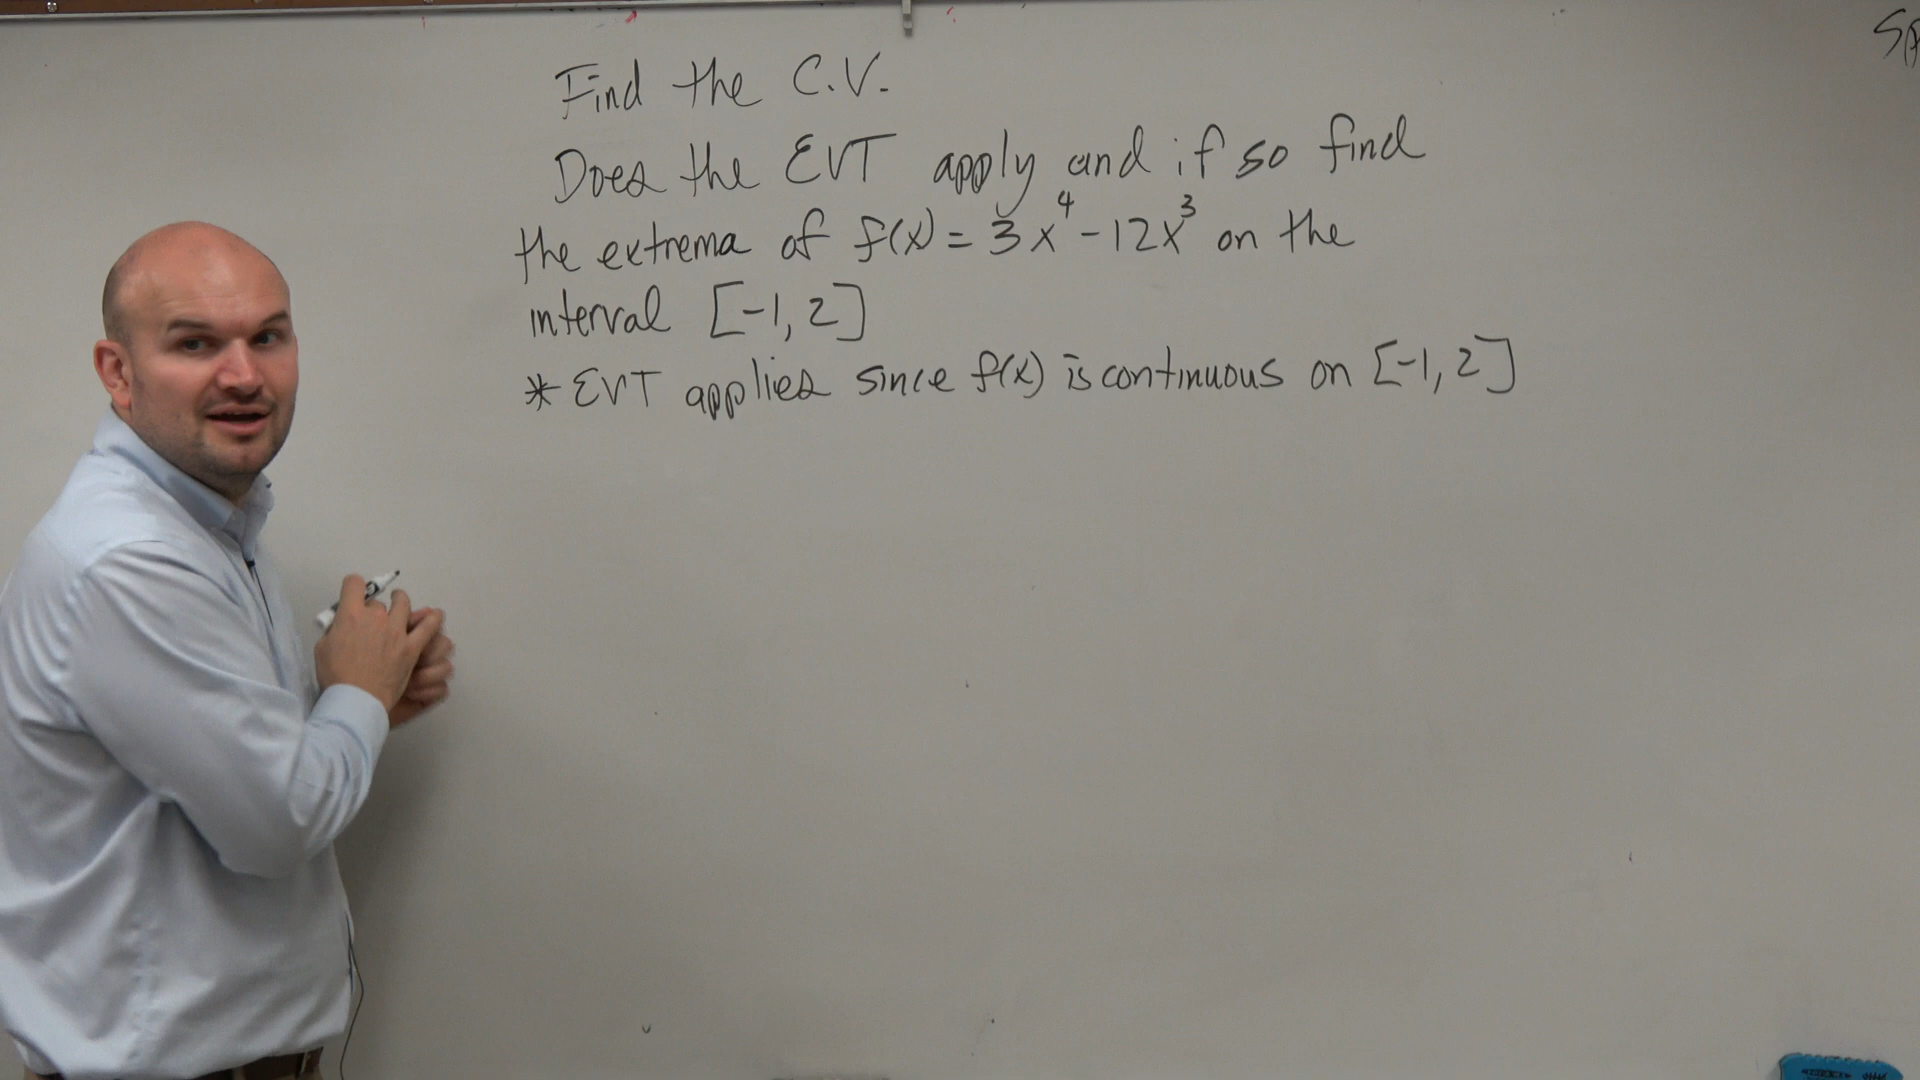 Find the C.V.
Does the EVT apply and if so find
the extrema of f(x) = 3x⁴ - 12x³ on the
interval [-1, 2]
* EVT applies since f(x) is continuous on [-1, 2]
Sp